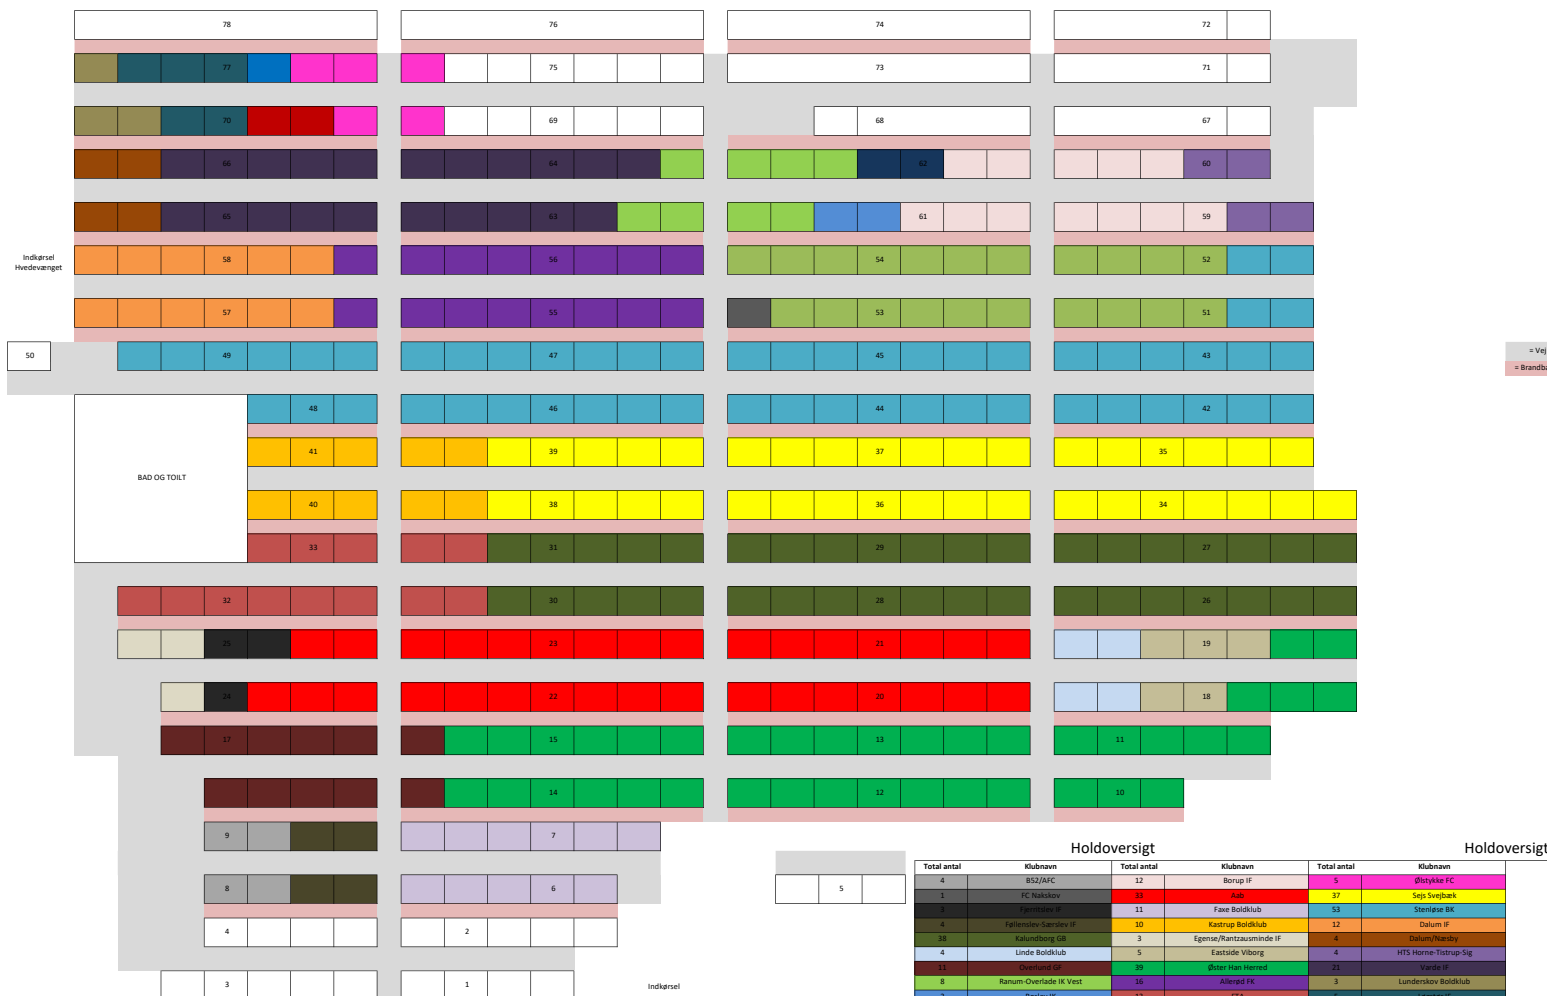 78 76 74 72
77 75 73 71
70 69 68 67
66 64 62 60
65 63 61 59
Indkørsel
Hvedevænget
58 56 54 52
57 55 53 51
50 49 47 45 43
= Vej
= Brandba
48 46 44 42
41 39 37 35
BAD OG TOILT
40 38 36 34
33 31 29 27
32 30 28 26
25 23 21 19
24 22 20 18
17 15 13 11
14 12 10
9 7
8 6 5
4 2
3 1 Indkørsel
Holdoversigt Holdoversigt
Total antal Klubnavn Total antal Klubnavn Total antal Klubnavn
4 B52/AFC 12 Borup IF 5 Ølstykke FC
1 FC Nakskov 33 Aab 37 Sejs Svejbæk
3 Fjerritslev IF 11 Faxe Boldklub 53 Stenløse BK
4 Føllenslev-Særslev IF 10 Kastrup Boldklub 12 Dalum IF
38 Kalundborg GB 3 Egense/Rantzausminde IF 4 Dalum/Næsby
4 Linde Boldklub 5 Eastside Viborg 4 HTS Horne-Tistrup-Sig
11 Overlund GF 39 Øster Han Herred 21 Varde IF
8 Ranum-Overlade IK Vest 16 Allerød FK 3 Lunderskov Boldklub